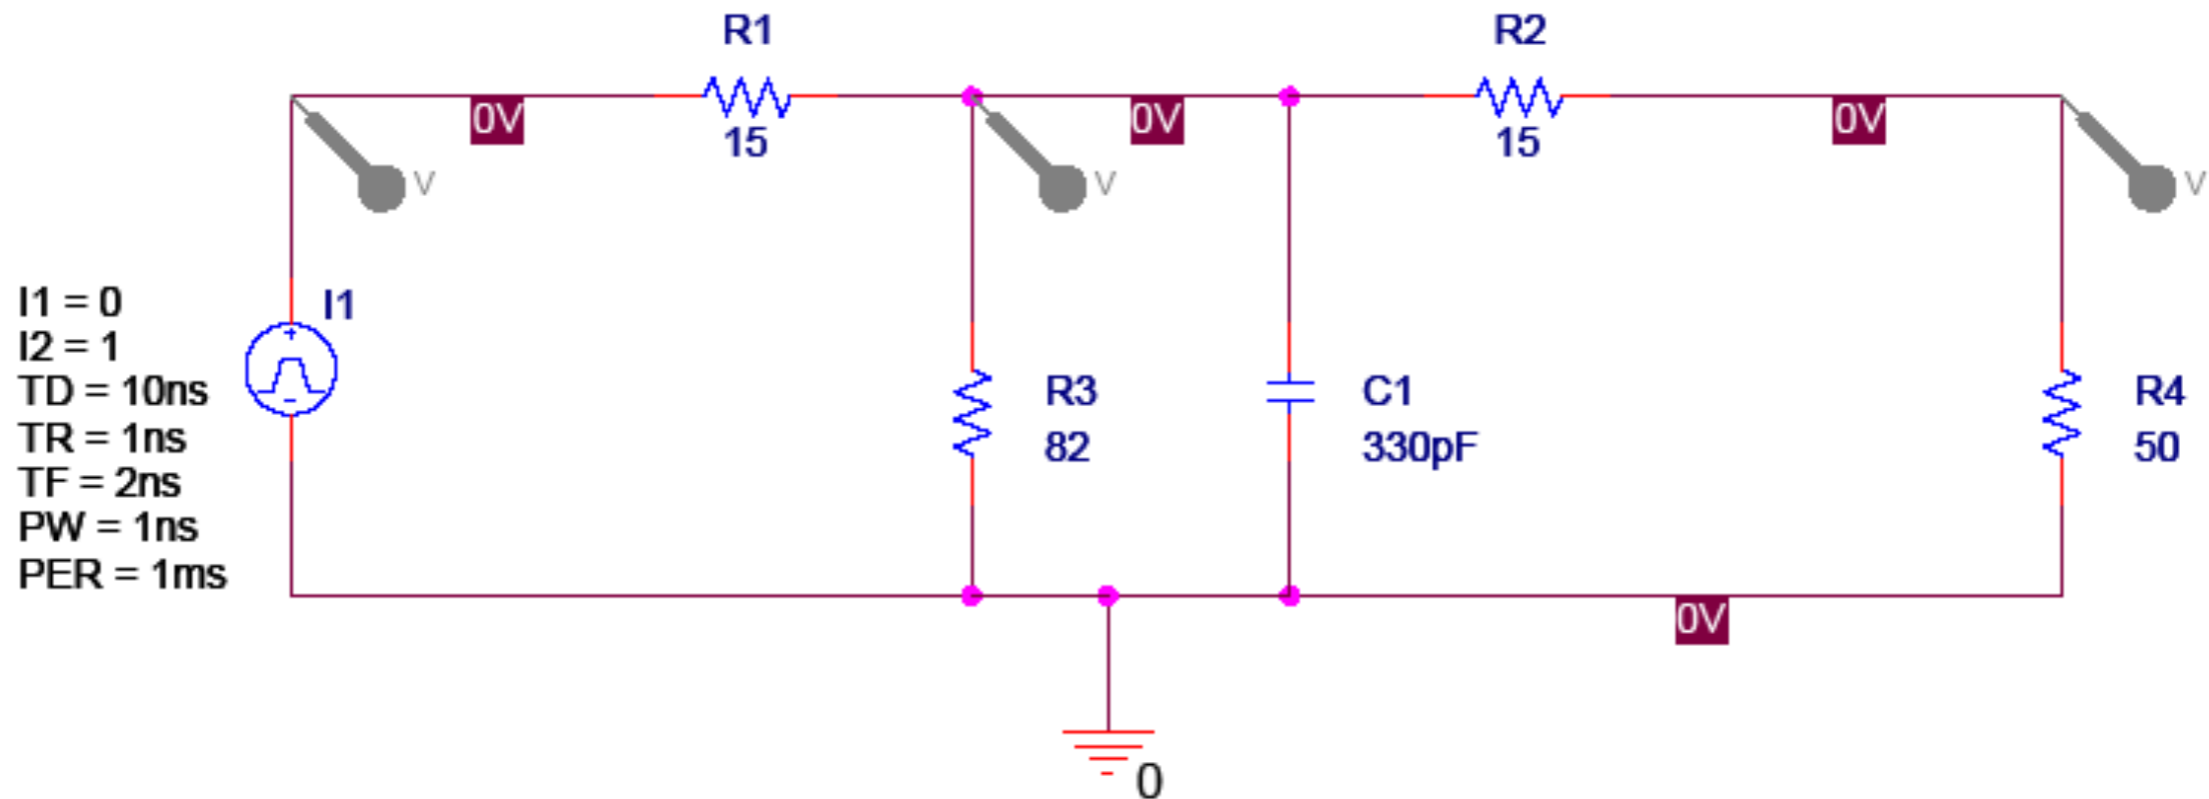 R1
R2
0V
0V
0V
15
15
V
V
V
I1 = 0
I1
I2 = 1
+
TD = 10ns
-
R3
C1
R4
TR = 1ns
82
330pF
50
TF = 2ns
PW = 1ns
PER = 1ms
0V
0